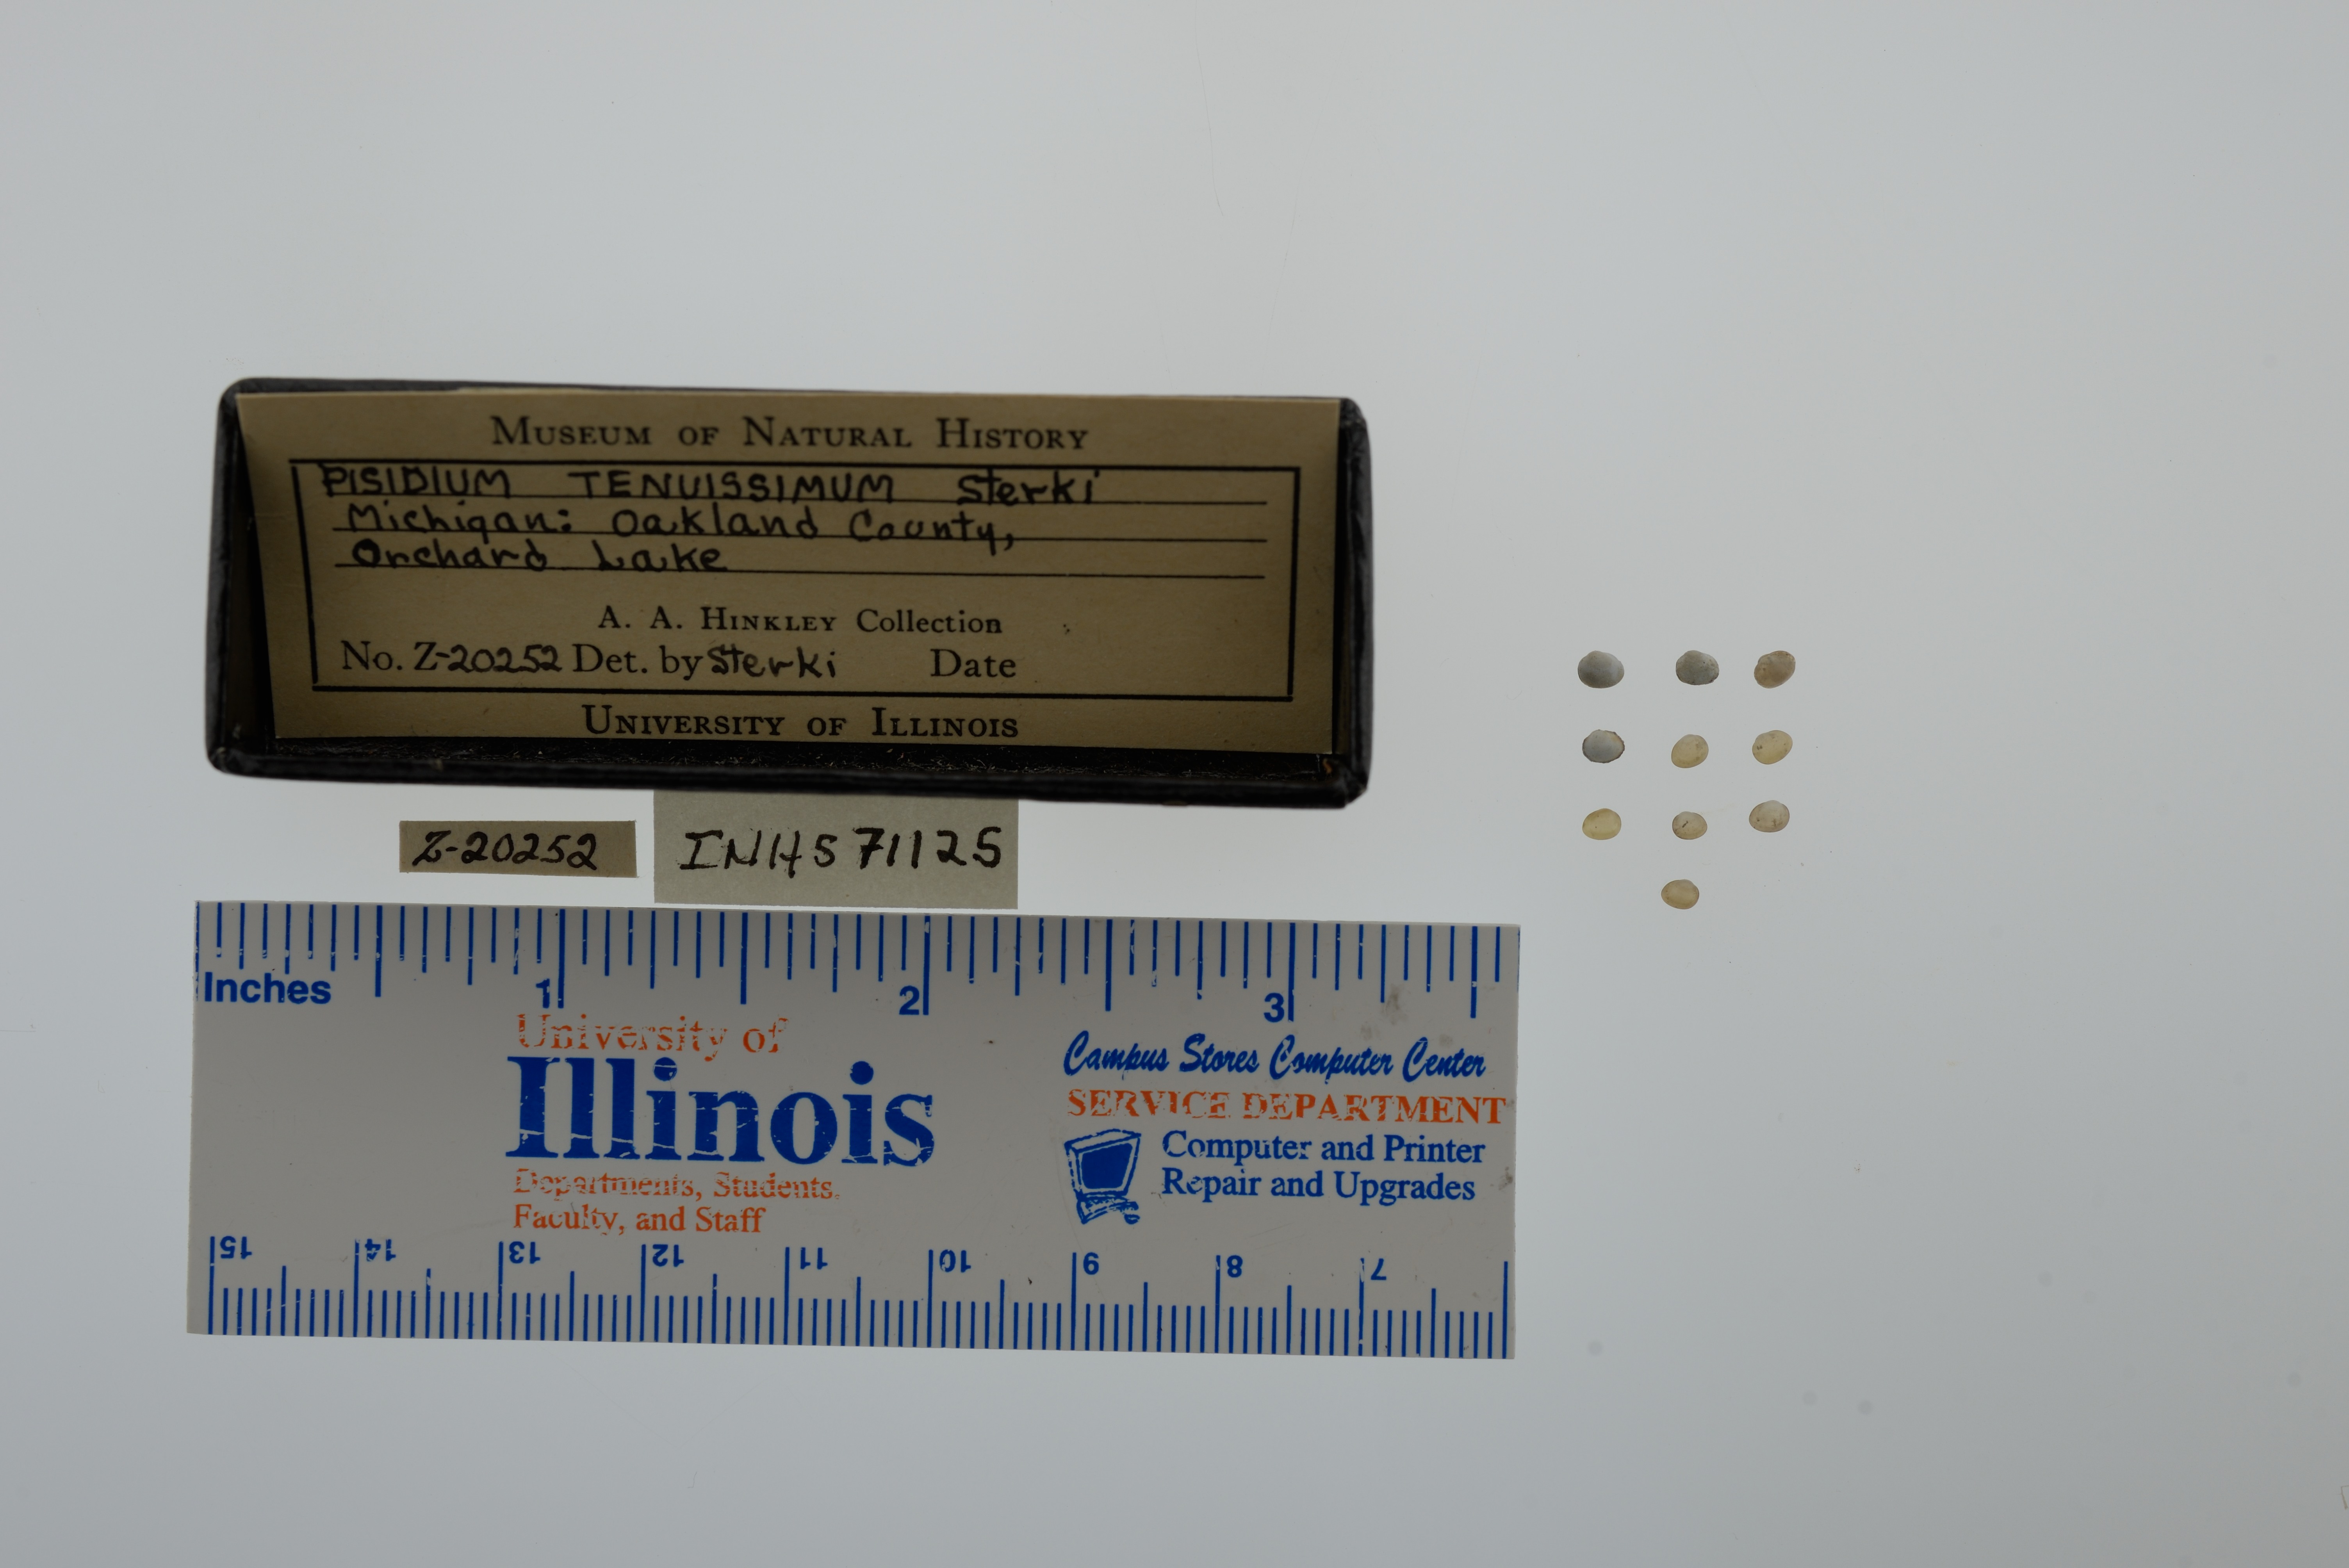 MUSEUM OF NATURAL HISTORY
PISIDIUM TENUISSIMUM Sterki
Michigan: Oakland County,
Orchard Lake
A. A. HINKLEY Collection
No. Z-20252 Det. by Sterki Date
UNIVERSITY OF ILLINOIS
Z-20252
INHS 71125
Inches 1 2 3
University of
Illinois
Departments, Students,
Faculty, and Staff
Campus Stores Computer Center
SERVICE DEPARTMENT
Computer and Printer
Repair and Upgrades
15 14 13 12 11 10 9 8 7